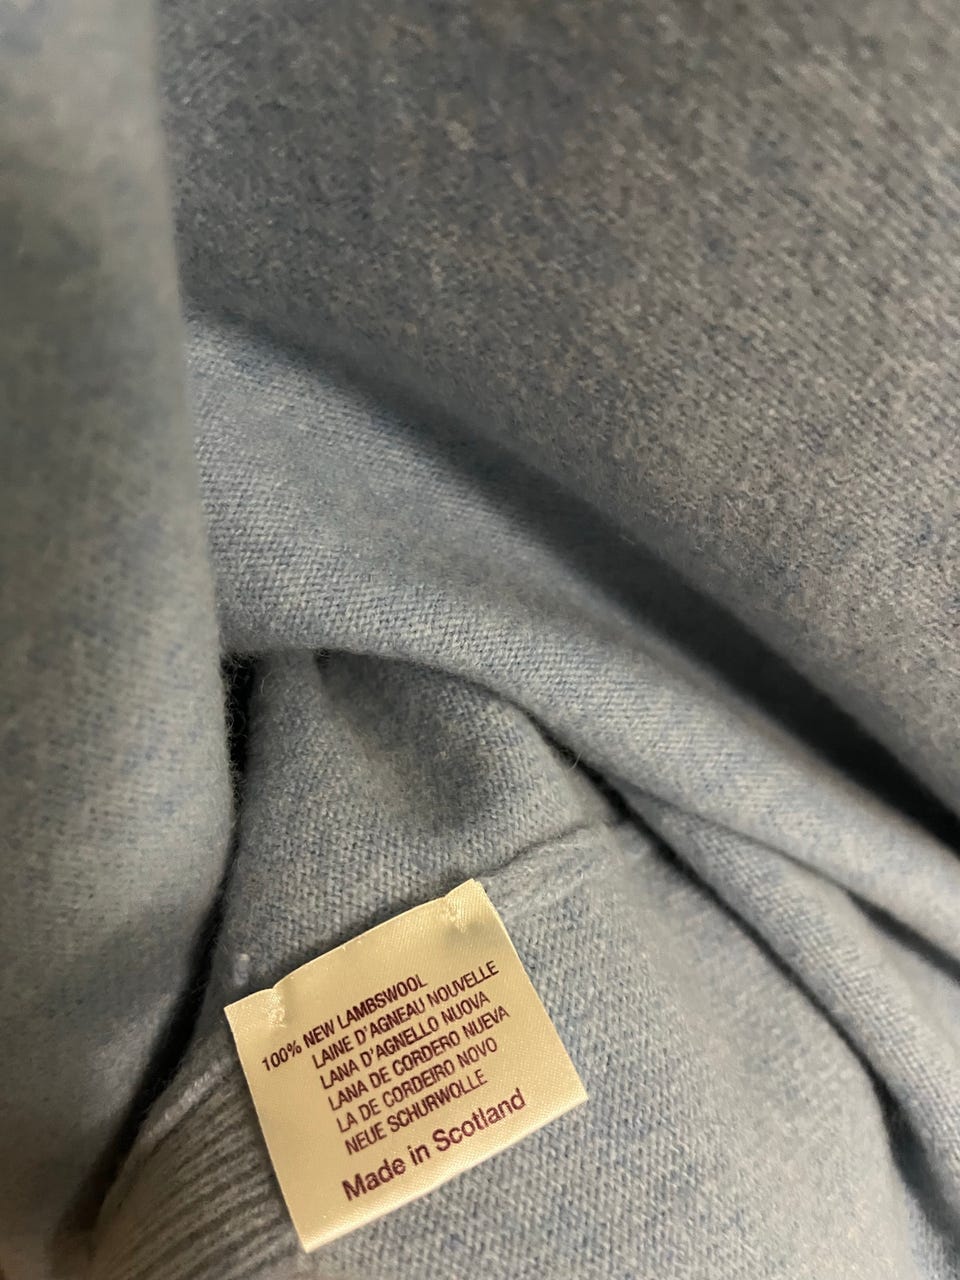 100% NEW LAMBSWOOL
LAINE D'AGNEAU NOUVELLE
LANA D'AGNELLO NUOVA
LANA DE CORDERO NUEVA
LA DE CORDEIRO NOVO
NEUE SCHURWOLLE
Made in Scotland